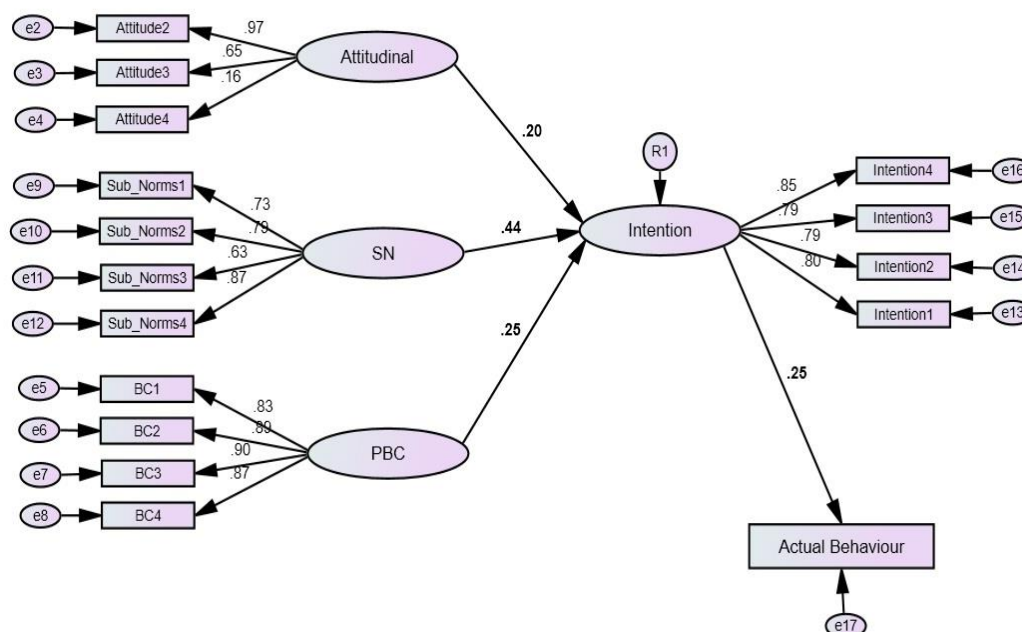 e2
Attitude2
.97
Attitudinal
e3
Attitude3
.65
.16
e4
Attitude4
.20
R1
e9
Sub_Norms1
.73
e10
Sub_Norms2
.79
SN
.44
Intention
e11
Sub_Norms3
.63
.87
e12
Sub_Norms4
.85
Intention4
e16
.79
Intention3
e15
.79
Intention2
e14
.80
Intention1
e13
.25
e5
BC1
.83
e6
BC2
.89
PBC
e7
BC3
.90
.87
e8
BC4
.25
Actual Behaviour
e17